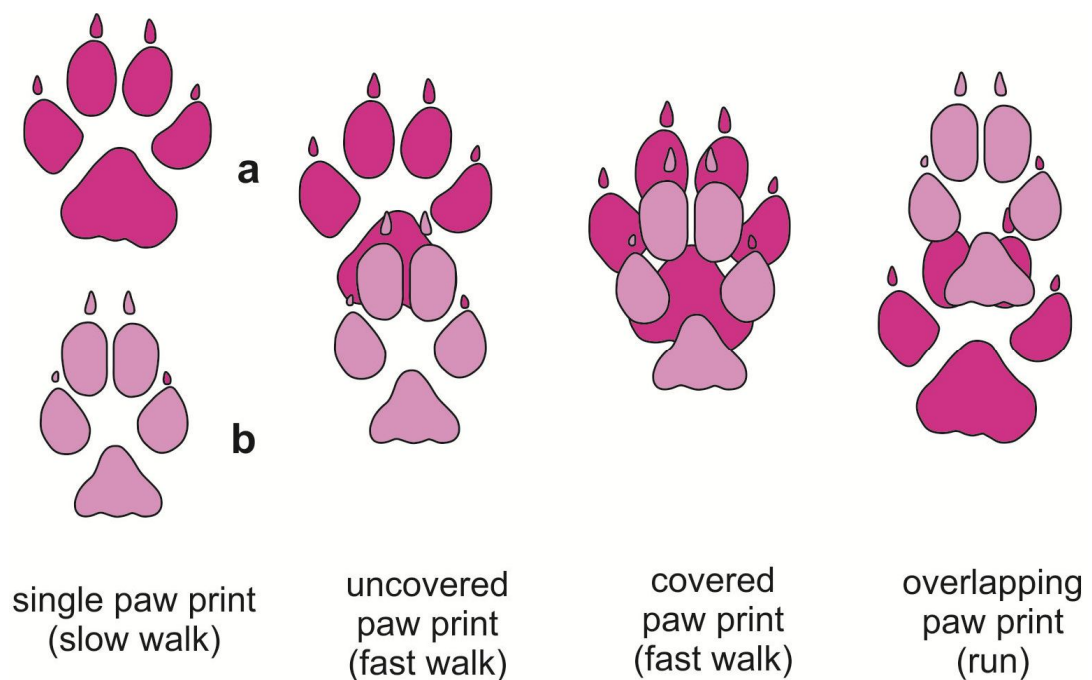 a
b
single paw print
(slow walk)
uncovered
paw print
(fast walk)
covered
paw print
(fast walk)
overlapping
paw print
(run)